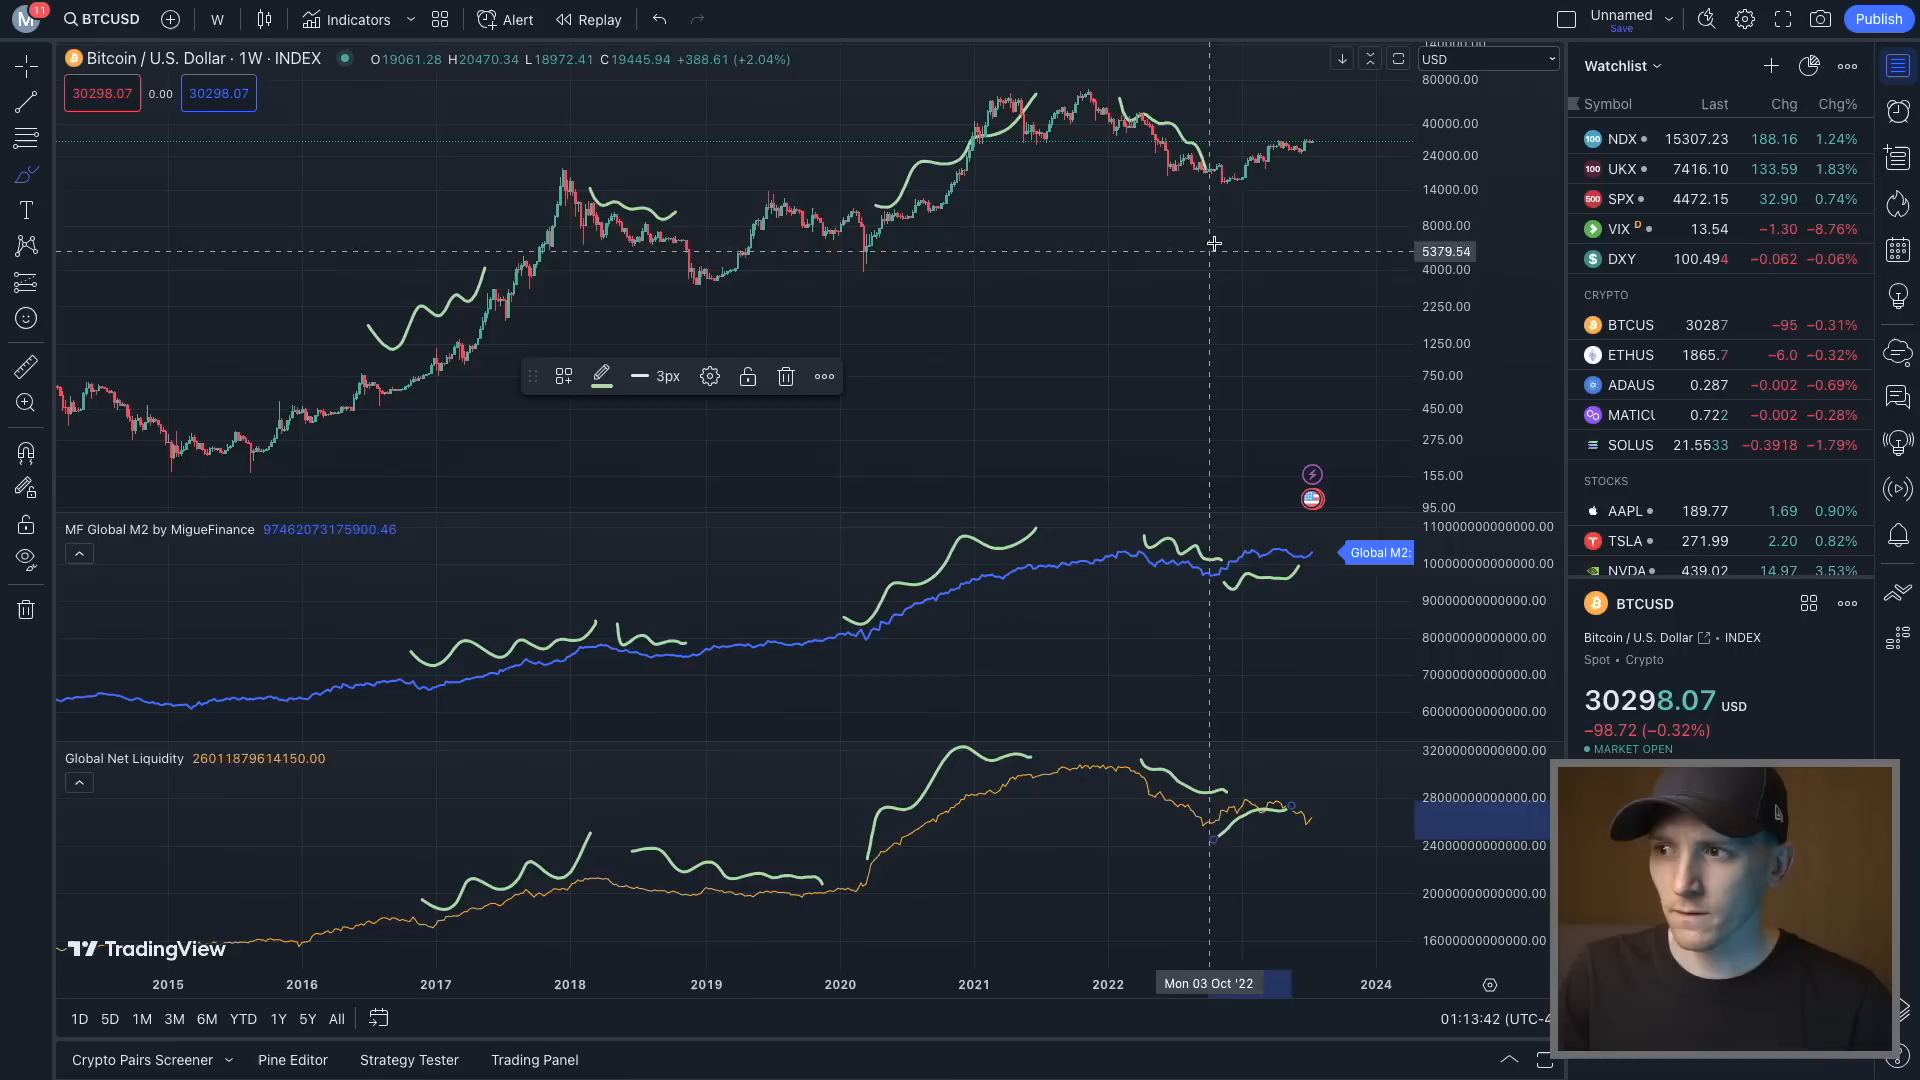 M 11 BTCUSD W Indicators Alert Replay Unnamed Save Publish
Bitcoin / U.S. Dollar · 1W · INDEX O19061.28 H20470.34 L18972.41 C19445.94 +388.61 (+2.04%)
30298.07 0.00 30298.07
USD
80000.00
40000.00
24000.00
14000.00
8000.00
5379.54
4000.00
2250.00
1250.00
750.00
450.00
275.00
155.00
95.00
3px
MF Global M2 by MigueFinance 97462073175900.46
110000000000000.00
Global M2:
100000000000000.00
90000000000000.00
80000000000000.00
70000000000000.00
60000000000000.00
Global Net Liquidity 26011879614150.00
32000000000000.00
28000000000000.00
24000000000000.00
20000000000000.00
16000000000000.00
TradingView
2015 2016 2017 2018 2019 2020 2021 2022 Mon 03 Oct '22 2024
1D 5D 1M 3M 6M YTD 1Y 5Y All 01:13:42 (UTC-4
Crypto Pairs Screener Pine Editor Strategy Tester Trading Panel
Watchlist
Symbol Last Chg Chg%
100 NDX 15307.23 188.16 1.24%
100 UKX 7416.10 133.59 1.83%
500 SPX 4472.15 32.90 0.74%
VIX D 13.54 −1.30 −8.76%
$ DXY 100.494 −0.062 −0.06%
CRYPTO
BTCUS 30287 −95 −0.31%
ETHUS 1865.7 −6.0 −0.32%
ADAUS 0.287 −0.002 −0.69%
MATICU 0.722 −0.002 −0.28%
SOLUS 21.5533 −0.3918 −1.79%
STOCKS
AAPL 189.77 1.69 0.90%
TSLA 271.99 2.20 0.82%
NVDA 439.02 14.97 3.53%
BTCUSD
Bitcoin / U.S. Dollar • INDEX
Spot • Crypto
30298.07 USD
−98.72 (−0.32%)
MARKET OPEN